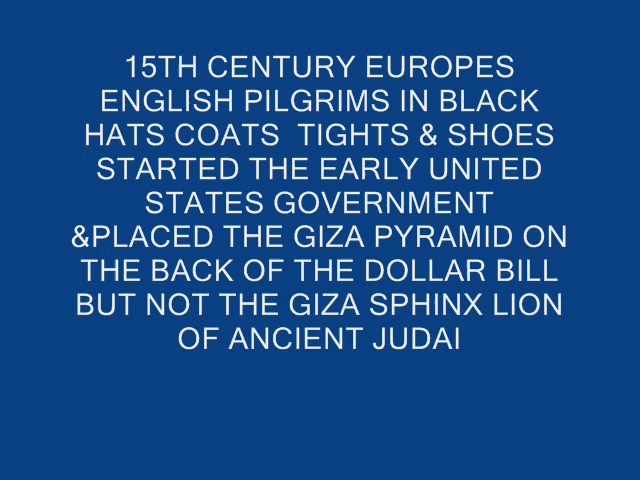 15TH CENTURY EUROPES
ENGLISH PILGRIMS IN BLACK
HATS COATS  TIGHTS & SHOES
STARTED THE EARLY UNITED
STATES GOVERNMENT
&PLACED THE GIZA PYRAMID ON
THE BACK OF THE DOLLAR BILL
BUT NOT THE GIZA SPHINX LION
OF ANCIENT JUDAI